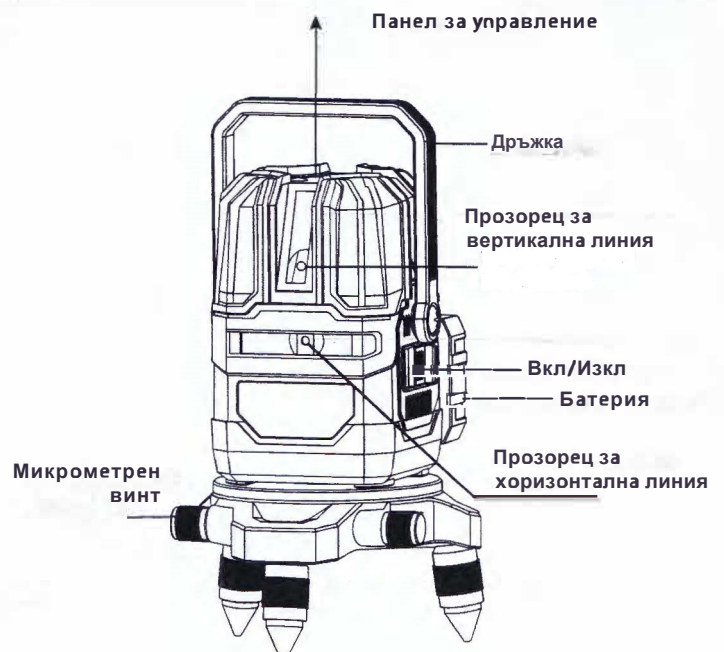 Панел за управление
Дръжка
Прозорец за
вертикална линия
Вкл/Изкл
Батерия
Прозорец за
хоризонтална линия
Микрометрен
винт